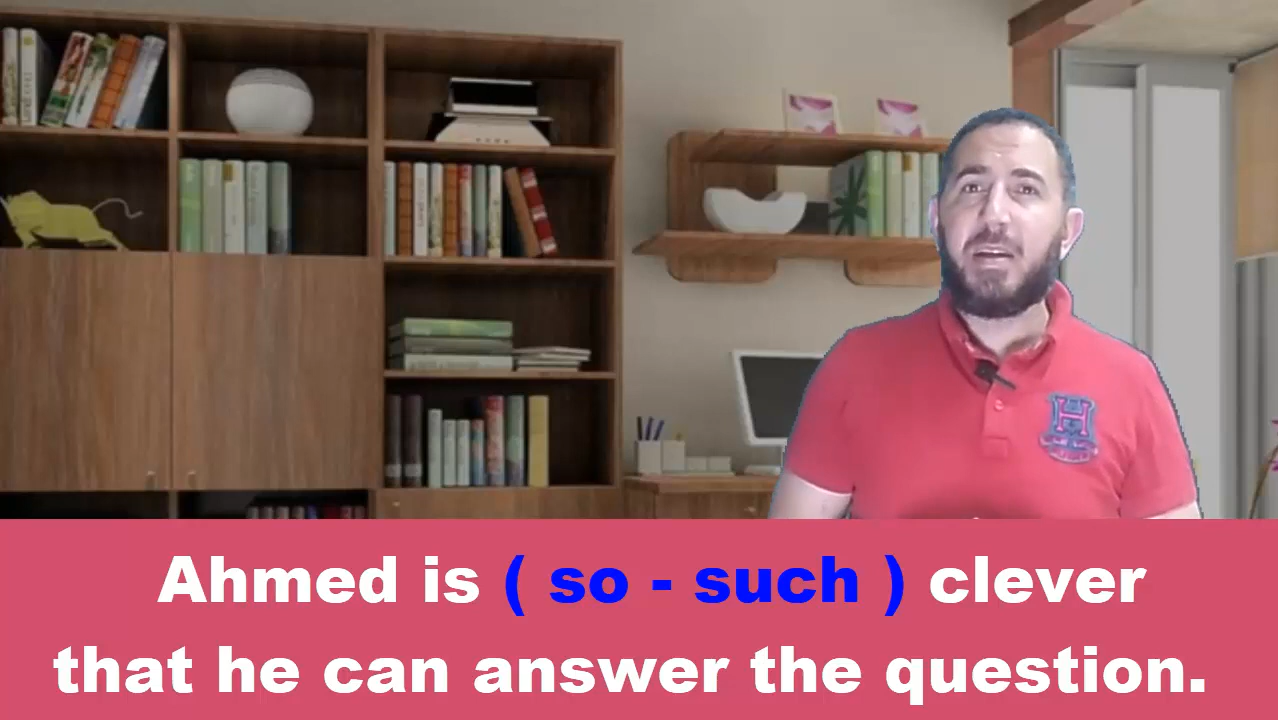 Ahmed is ( so - such ) clever
that he can answer the question.
H